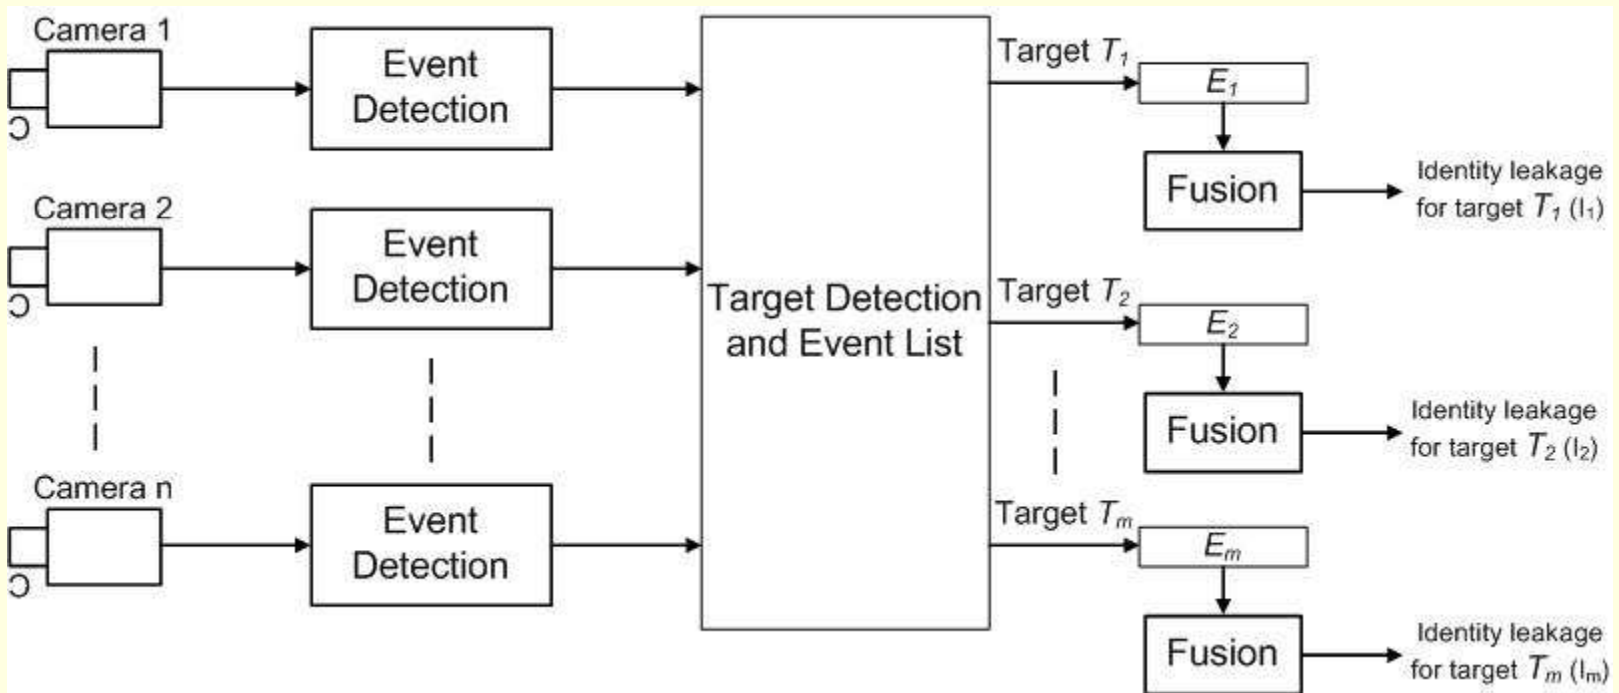 Camera 1
Event
Detection
Target T₁
E₁
Fusion
Identity leakage
for target T₁ (I₁)
Camera 2
Event
Detection
Target Detection
and Event List
Target T₂
E₂
Fusion
Identity leakage
for target T₂ (I₂)
Camera n
Event
Detection
Target Tₘ
Eₘ
Fusion
Identity leakage
for target Tₘ (Iₘ)